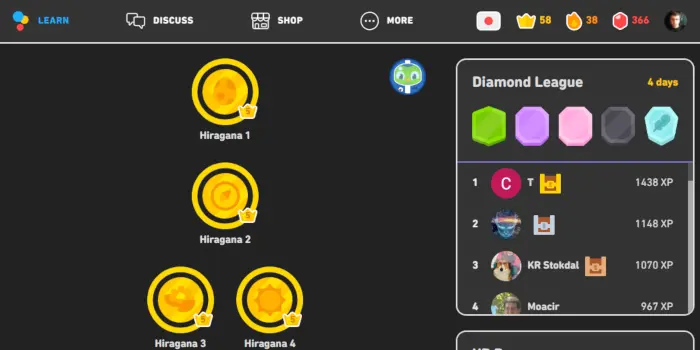 LEARN
DISCUSS
SHOP
MORE
58
38
366
5
Hiragana 1
5
Hiragana 2
5
5
Hiragana 3
Hiragana 4
Diamond League
4 days
1
C
T
1438 XP
2
1148 XP
3
KR Stokdal
1070 XP
4
Moacir
967 XP